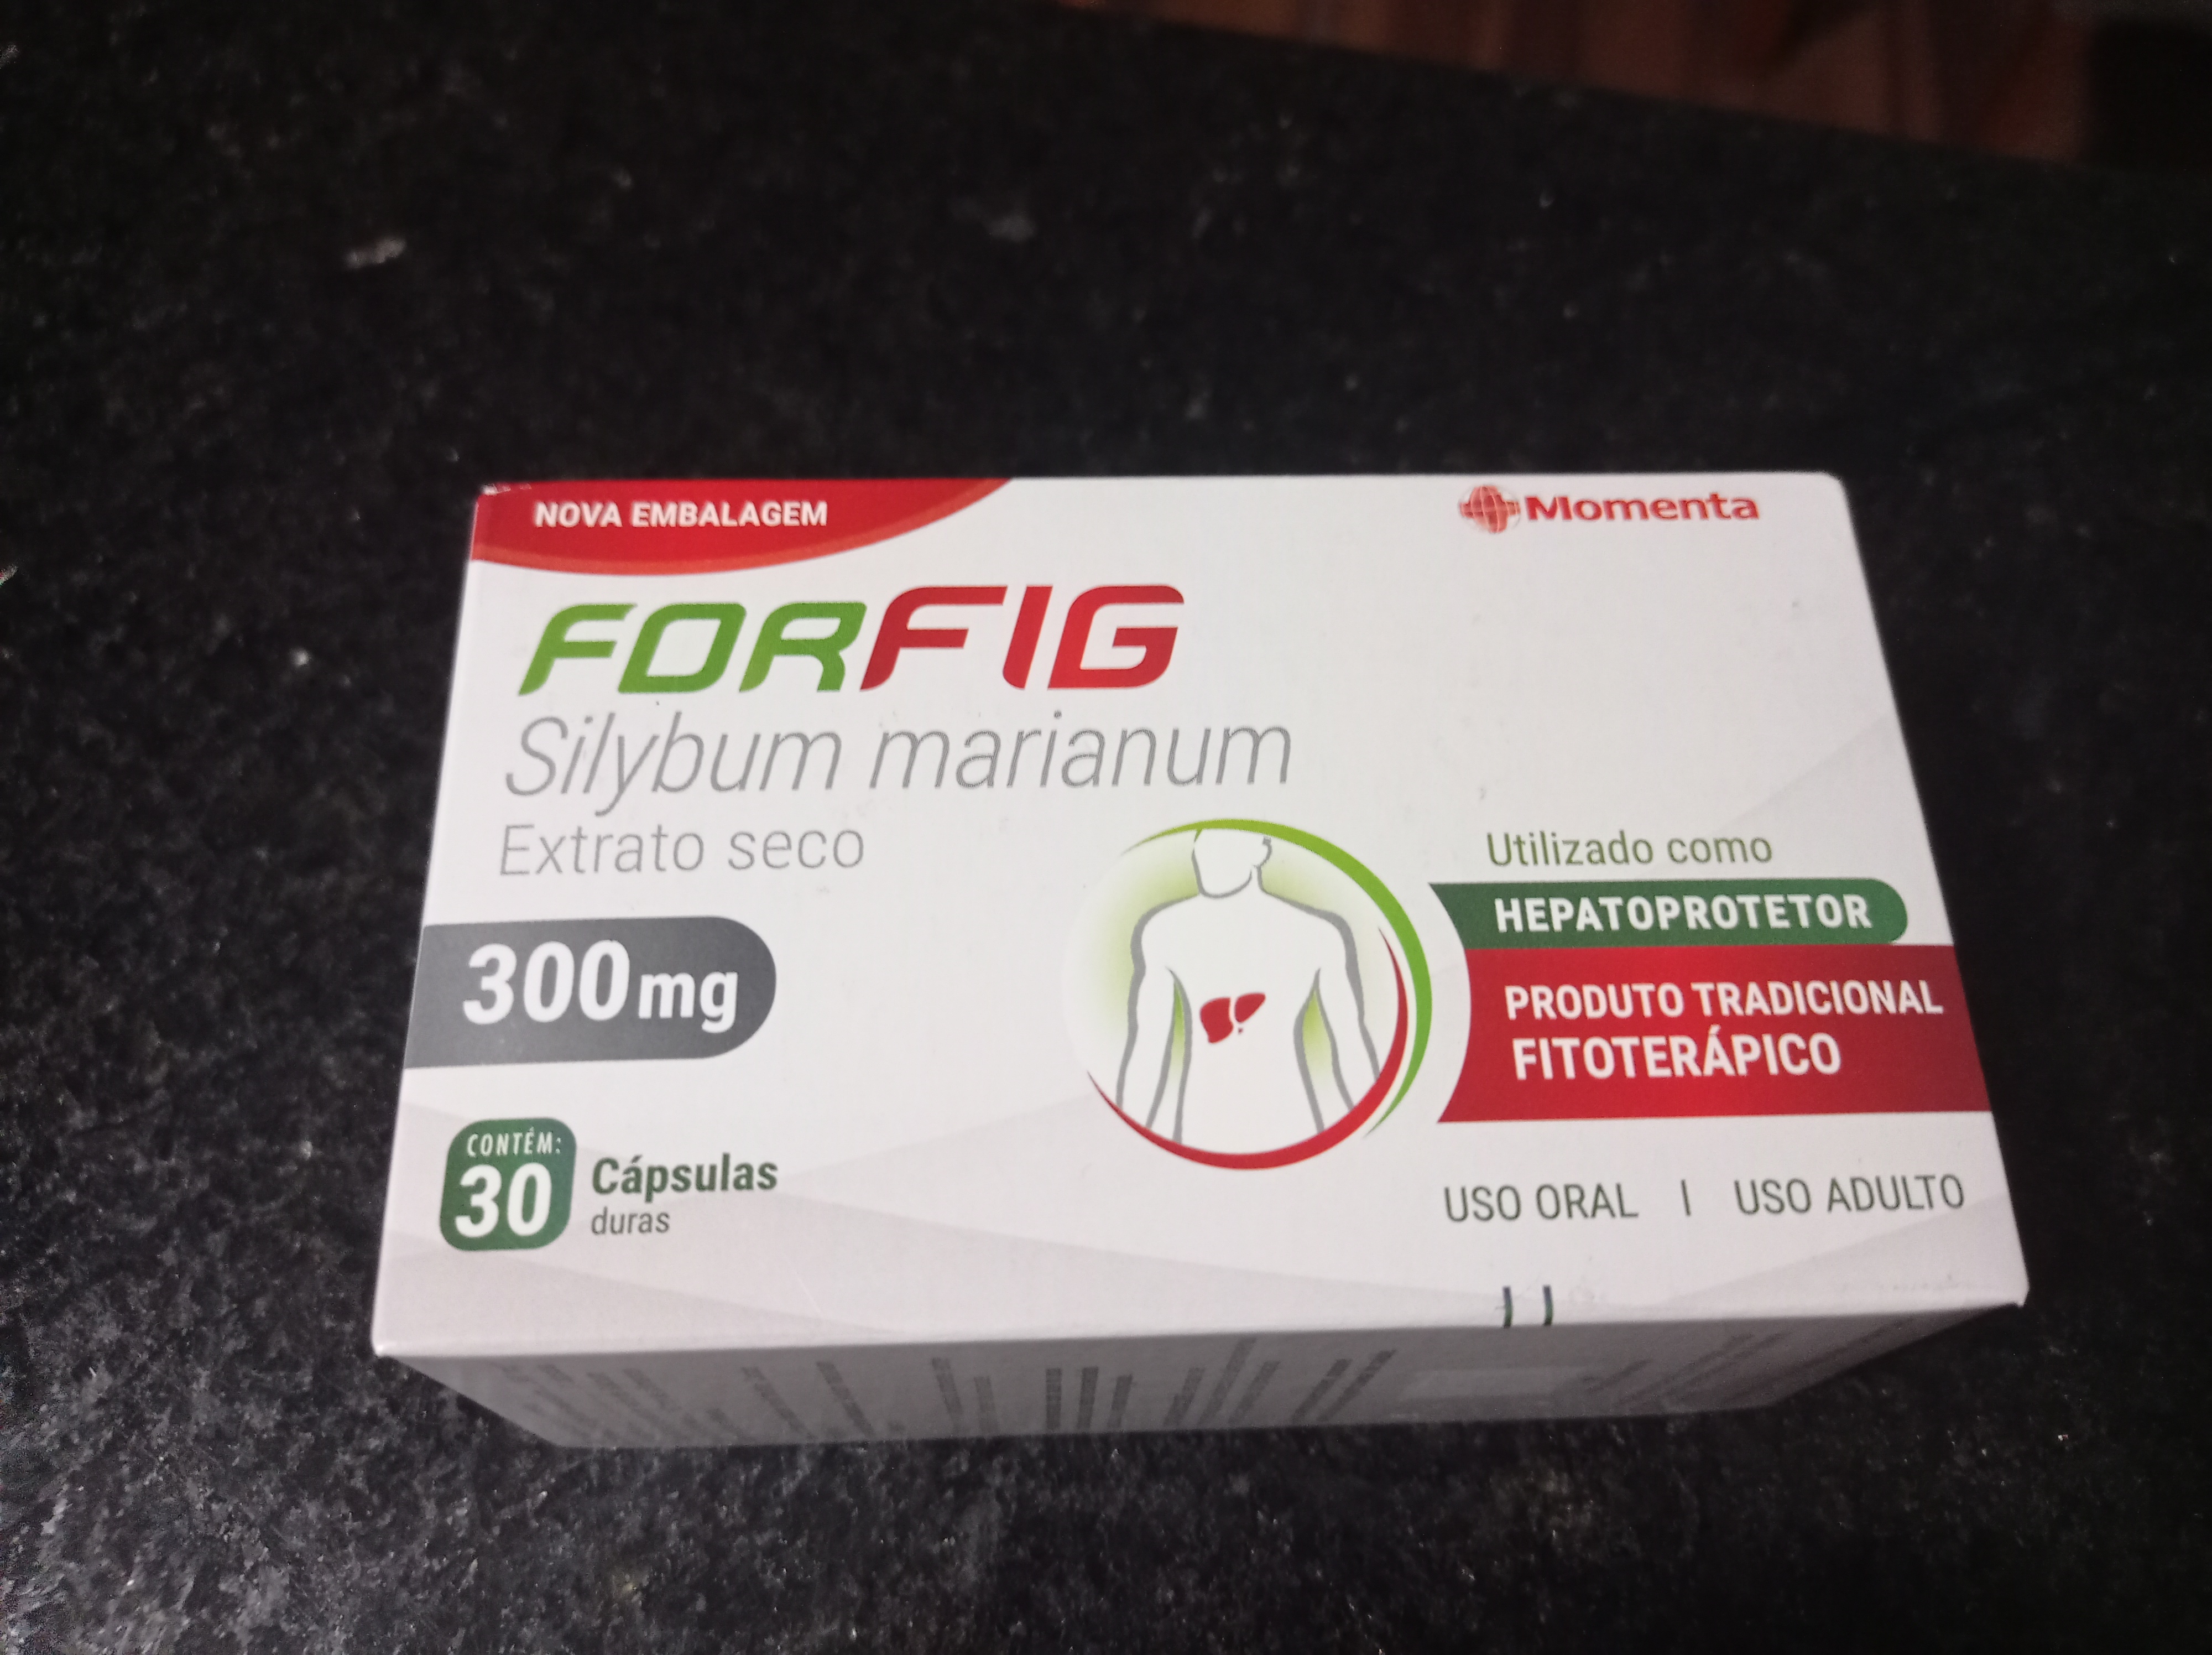 NOVA EMBALAGEM
Momenta
FORFIG
Silybum marianum
Extrato seco
300mg
Utilizado como
HEPATOPROTETOR
PRODUTO TRADICIONAL
FITOTERÁPICO
CONTÉM:
30
Cápsulas
duras
USO ORAL | USO ADULTO